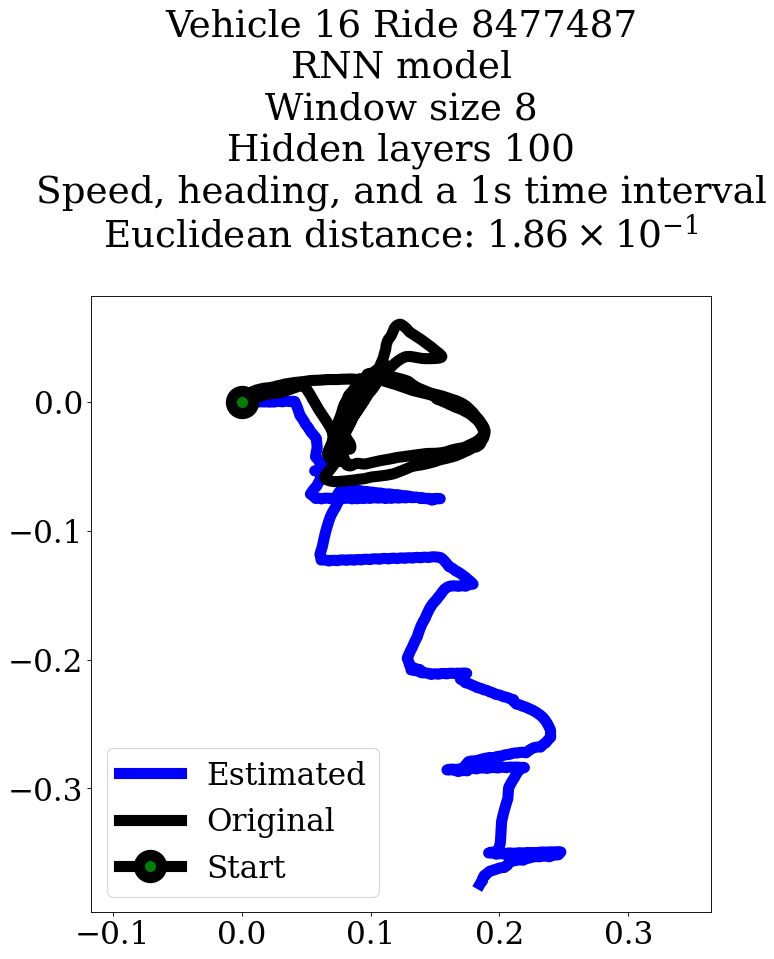 Vehicle 16 Ride 8477487
RNN model
Window size 8
Hidden layers 100
Speed, heading, and a 1s time interval
Euclidean distance: 1.86 × 10⁻¹
0.0
−0.1
−0.2
−0.3
Estimated
Original
Start
−0.1 0.0 0.1 0.2 0.3